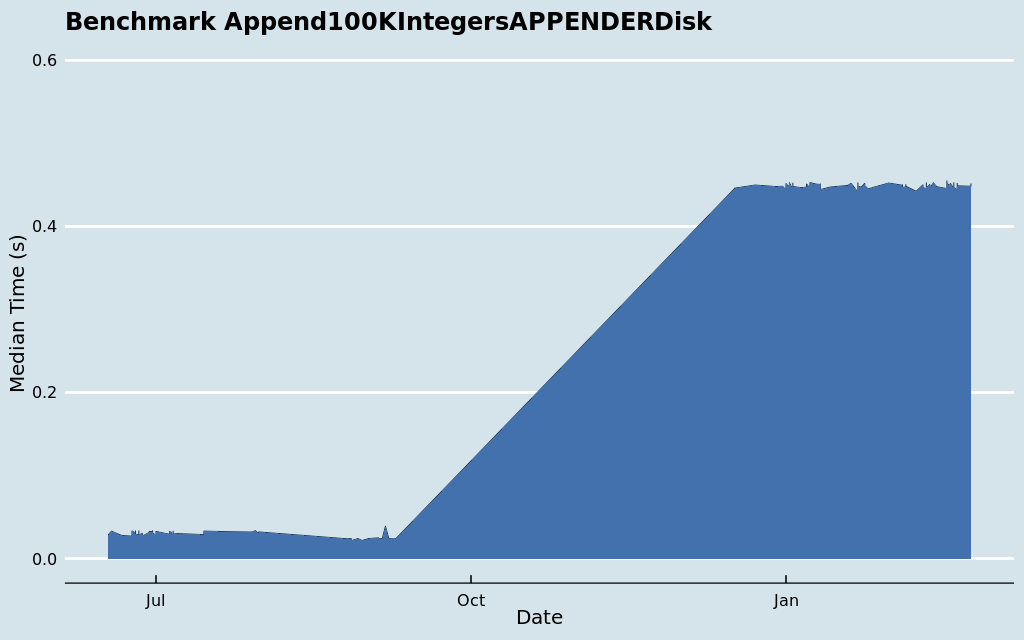 Benchmark Append100KIntegersAPPENDERDisk
0.6
0.4
0.2
0.0
Median Time (s)
Jul
Oct
Jan
Date